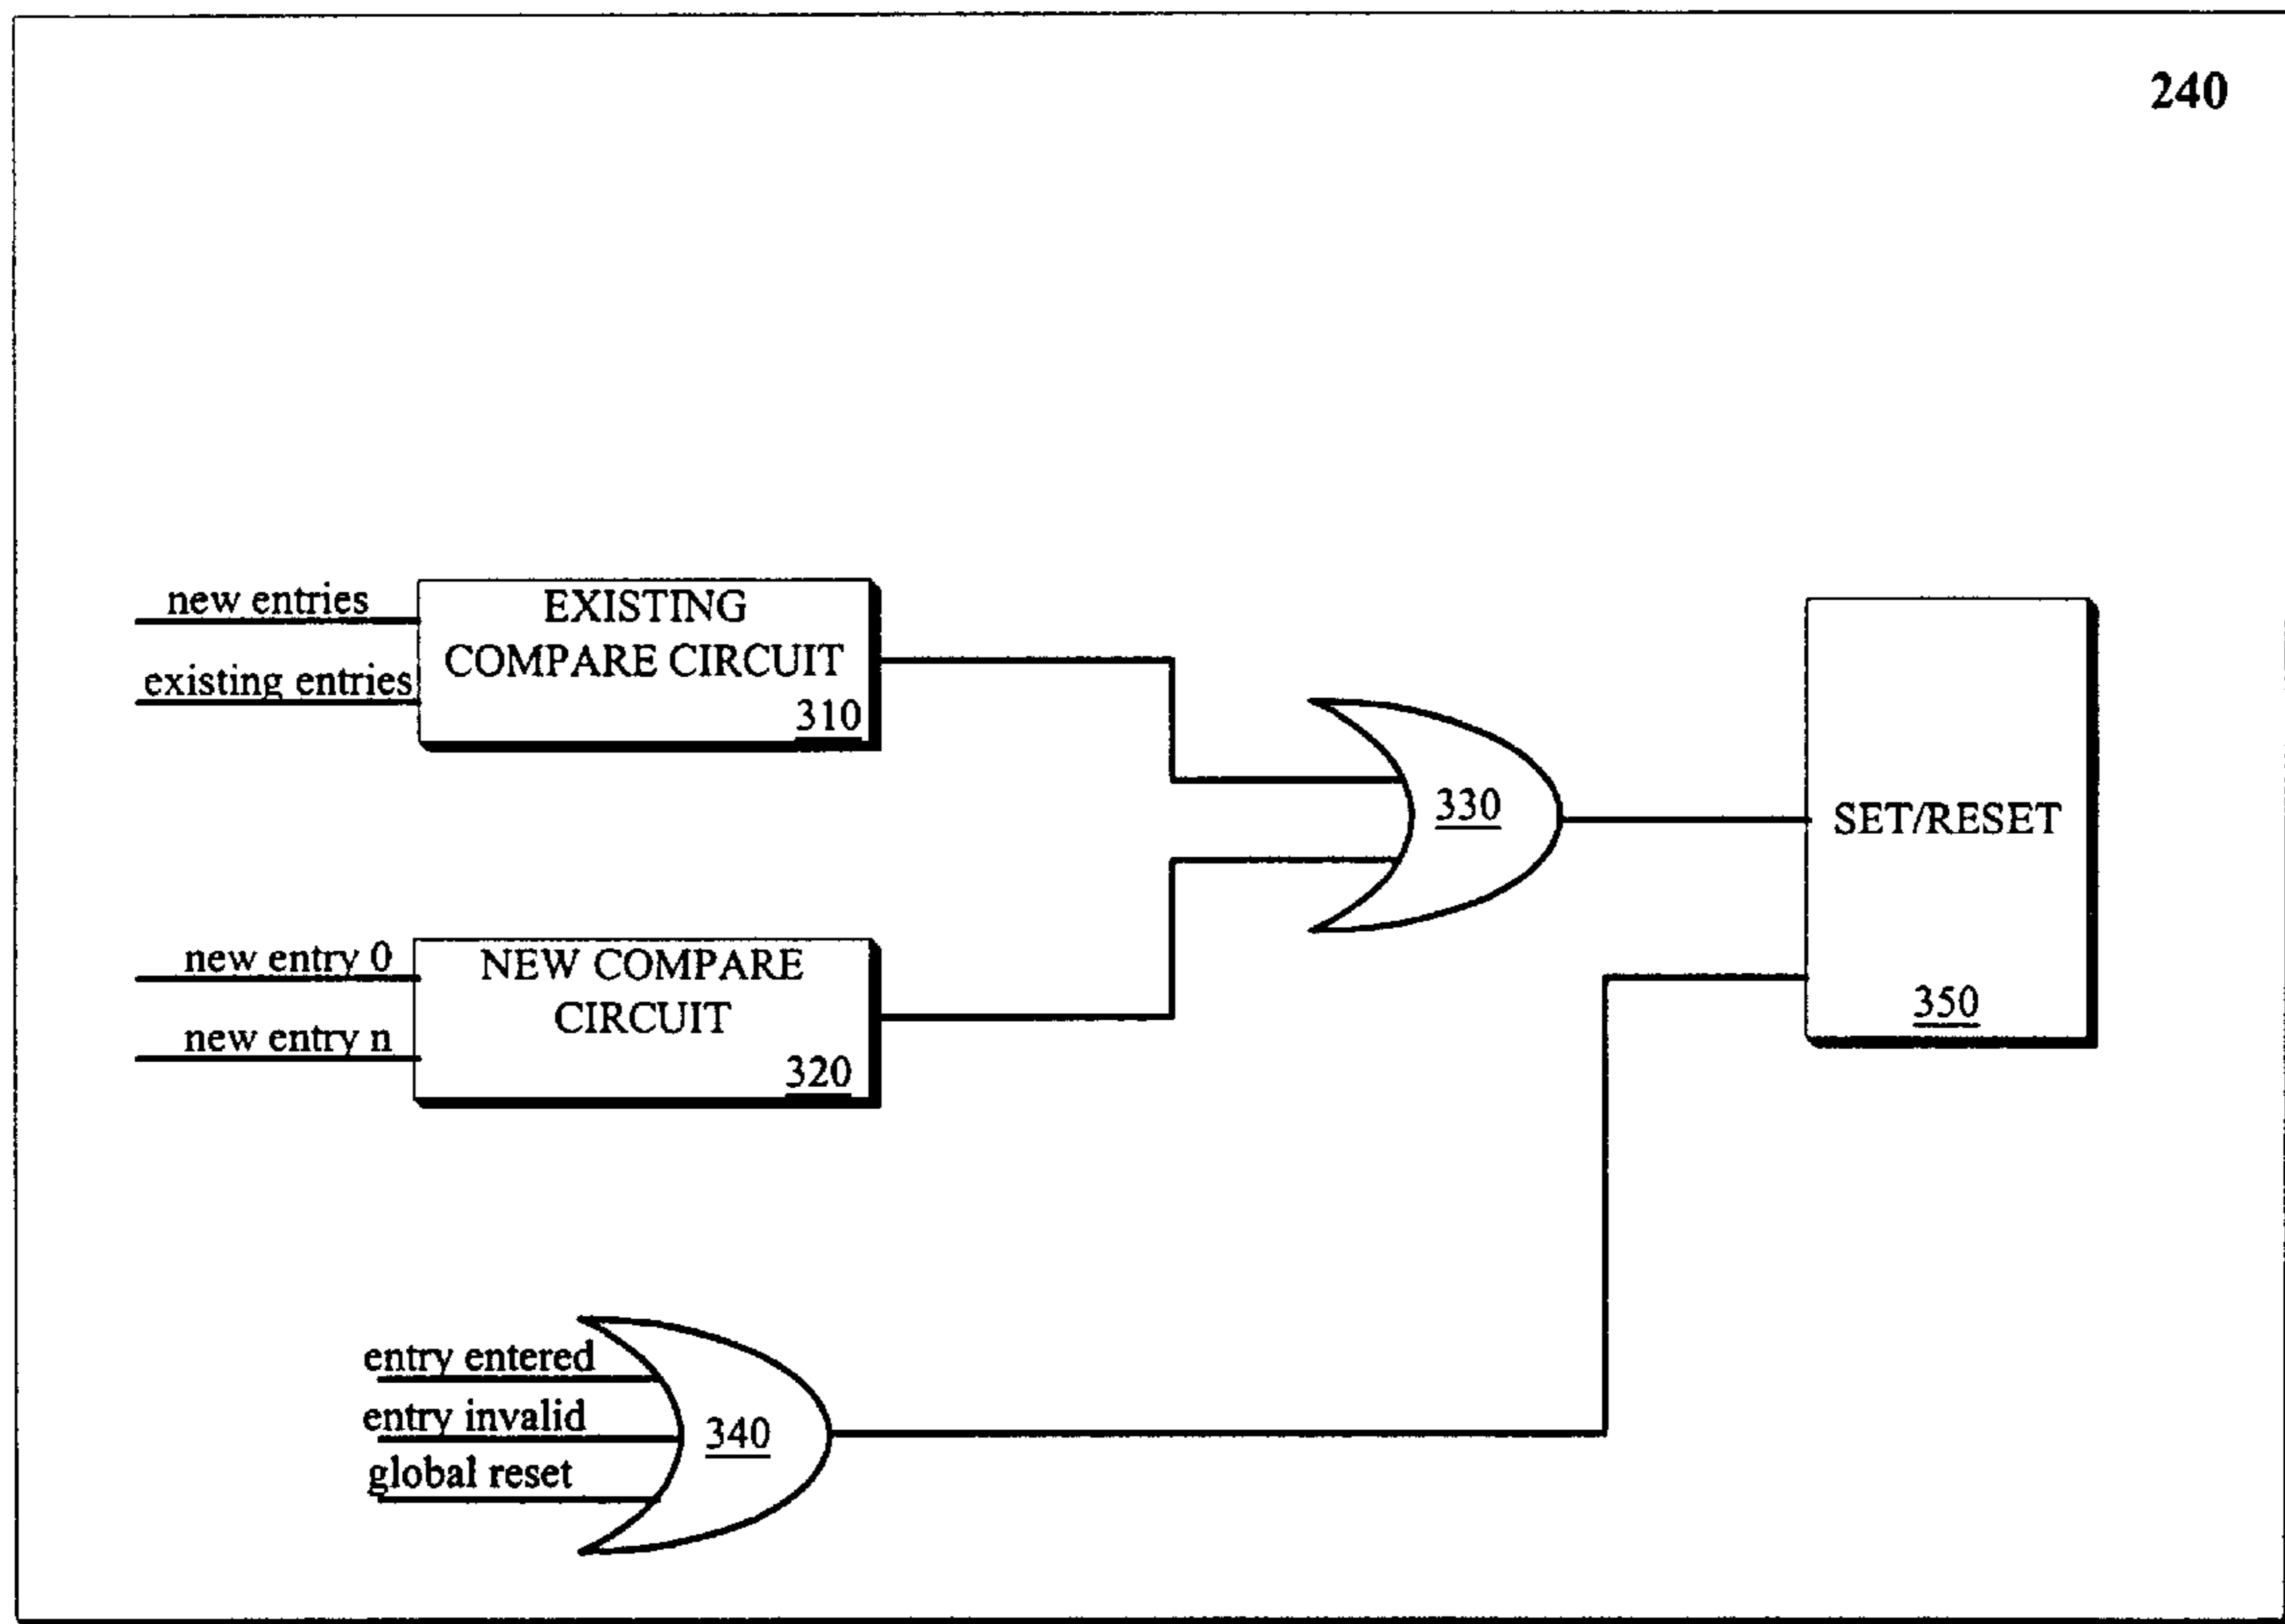 240
new entries
existing entries
EXISTING
COMPARE CIRCUIT
310
330
SET/RESET
350
new entry 0
new entry n
NEW COMPARE
CIRCUIT
320
entry entered
entry invalid
global reset
340